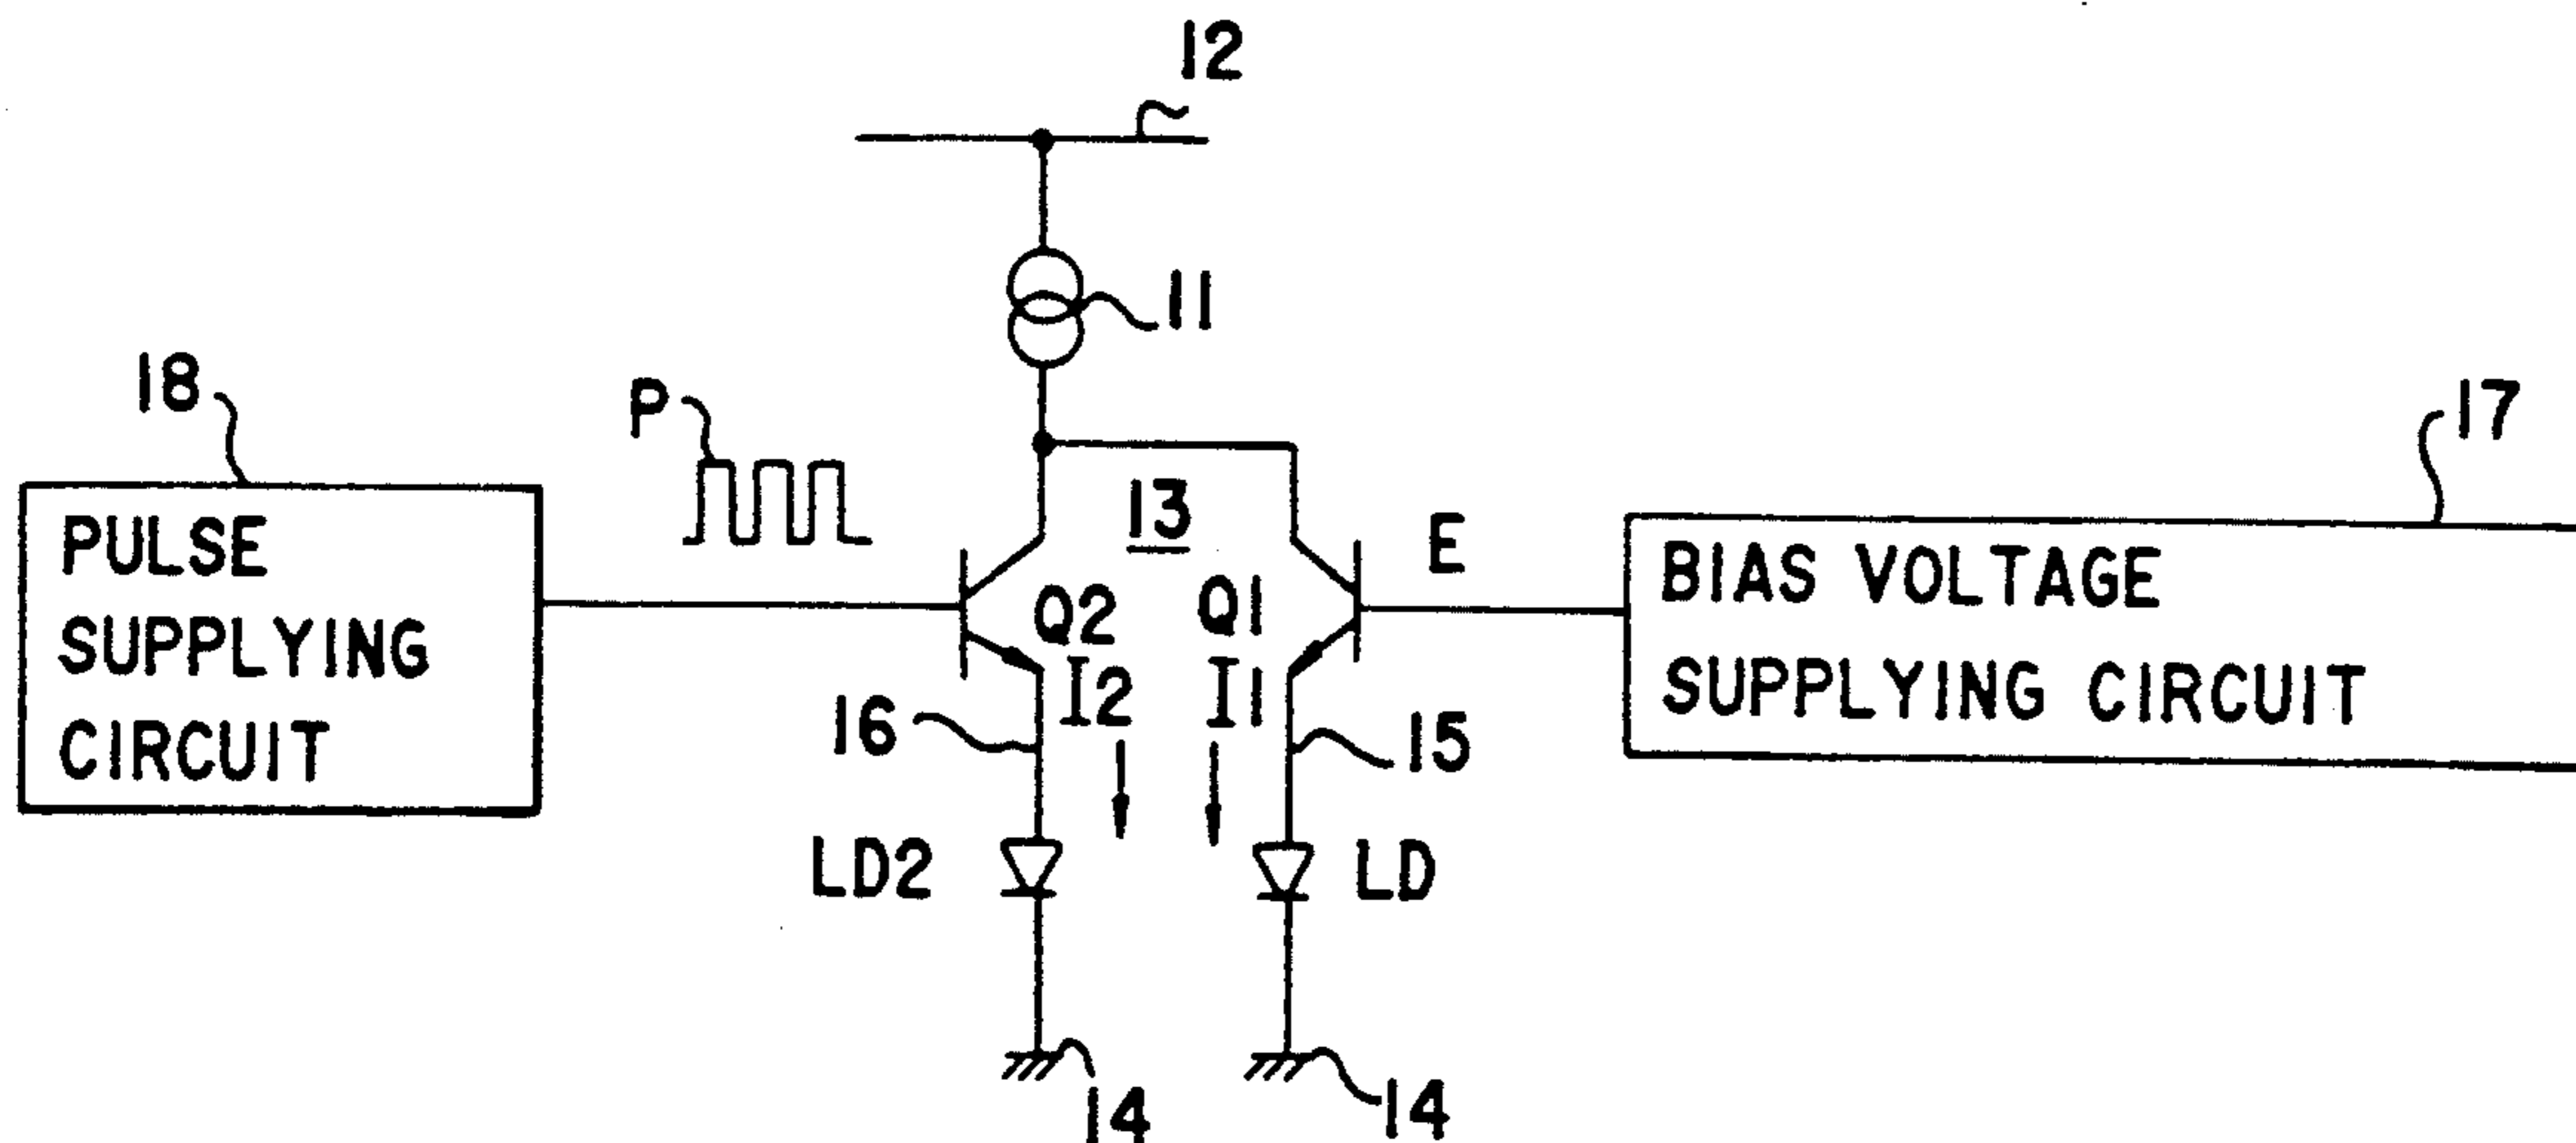 12
11
18
P
17
PULSE
SUPPLYING
CIRCUIT
13
E
BIAS VOLTAGE
SUPPLYING CIRCUIT
Q2
Q1
I2
I1
16
15
LD2
LD
14
14